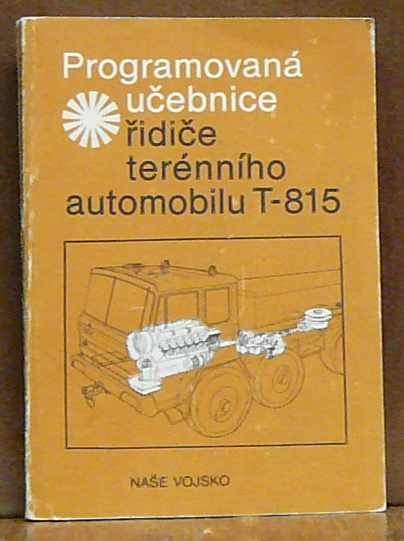 Programovaná
učebnice
řidiče
terénního
automobilu T-815
NAŠE VOJSKO